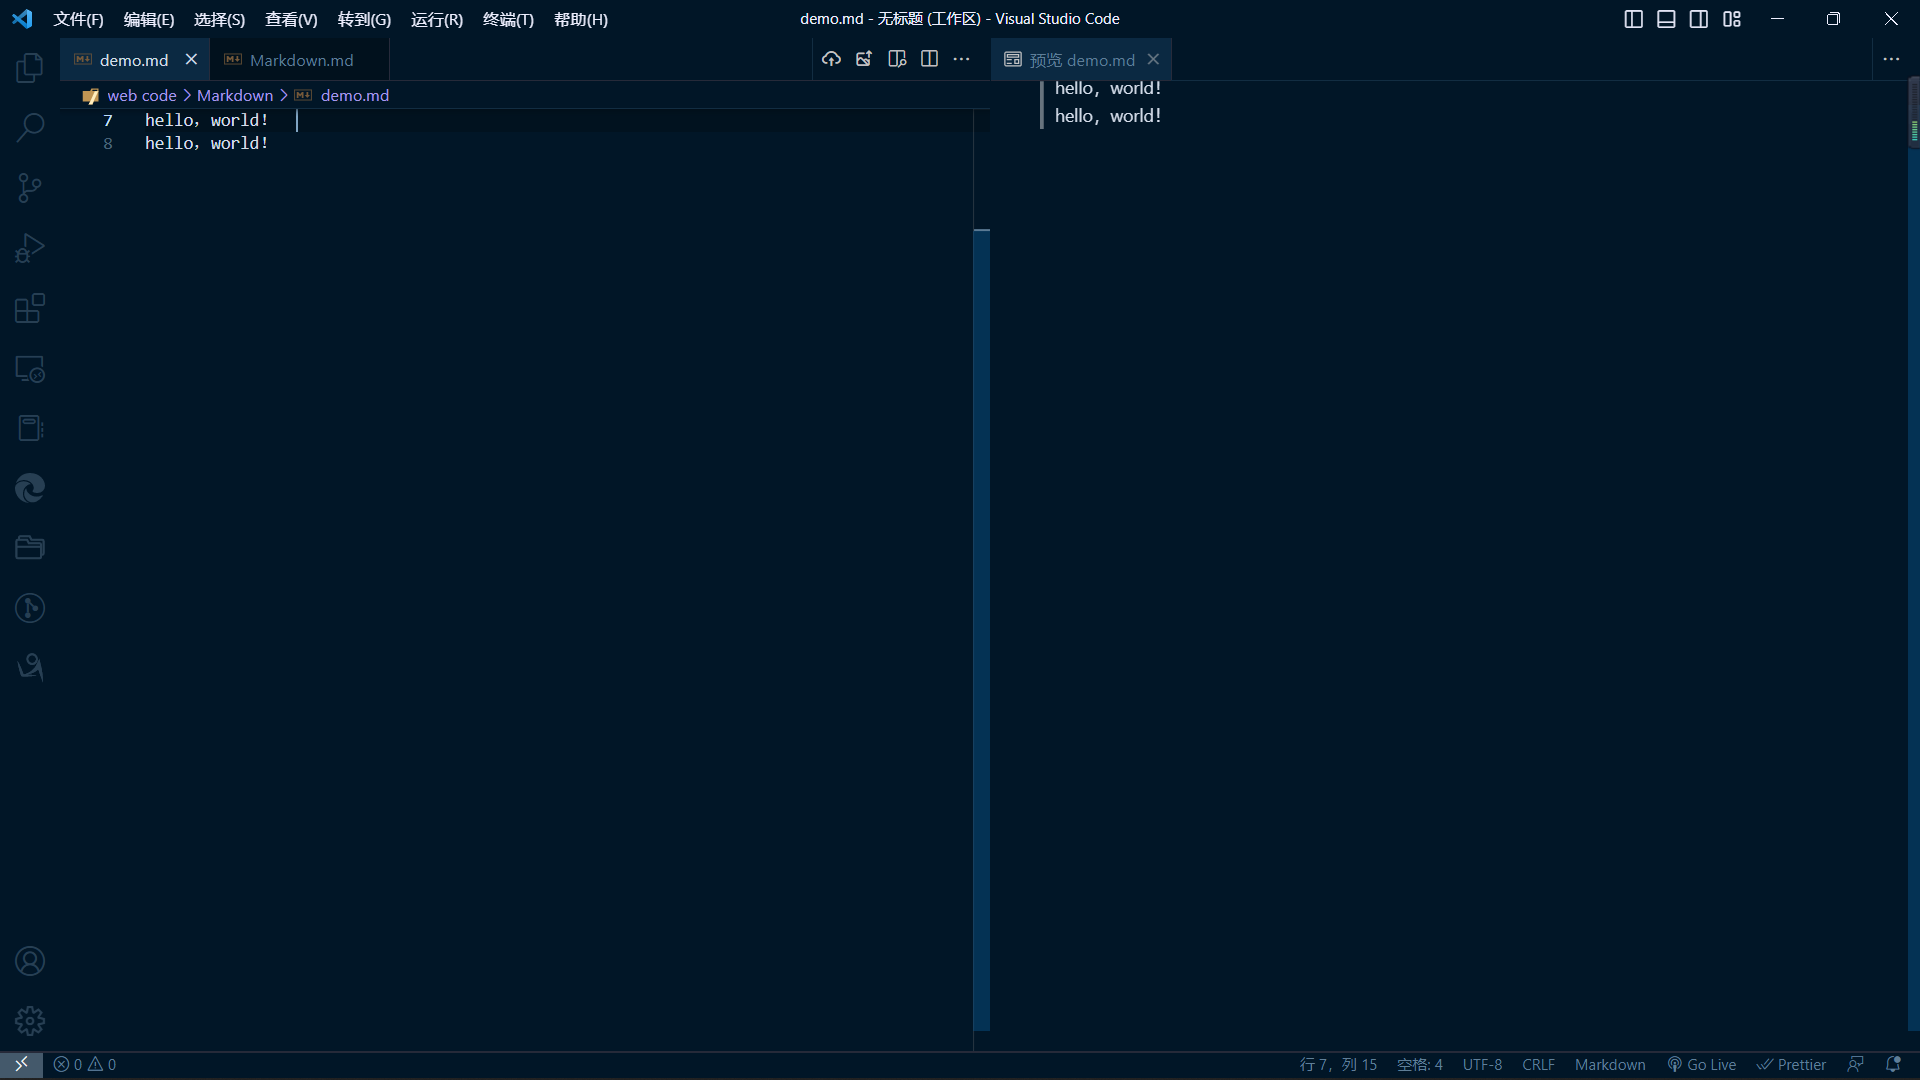 文件(F) 编辑(E) 选择(S) 查看(V) 转到(G) 运行(R) 终端(T) 帮助(H) demo.md - 无标题 (工作区) - Visual Studio Code
demo.md Markdown.md 预览 demo.md
web code > Markdown > demo.md
7 hello, world!
8 hello, world!
hello, world!
hello, world!
0 0 行 7, 列 15 空格: 4 UTF-8 CRLF Markdown Go Live Prettier